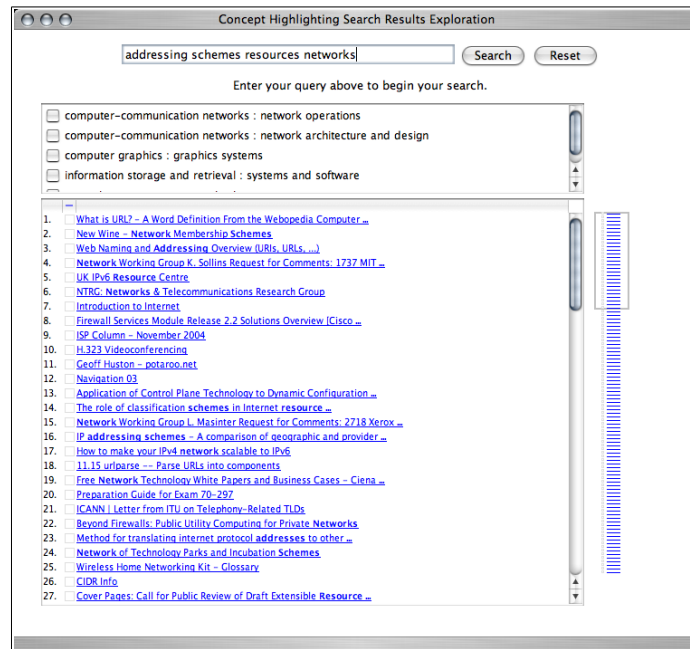 Concept Highlighting Search Results Exploration
addressing schemes resources networks Search Reset
Enter your query above to begin your search.
computer-communication networks : network operations
computer-communication networks : network architecture and design
computer graphics : graphics systems
information storage and retrieval : systems and software
1. What is URL? - A Word Definition From the Webopedia Computer ...
2. New Wine - Network Membership Schemes
3. Web Naming and Addressing Overview (URIs, URLs, ...)
4. Network Working Group K. Sollins Request for Comments: 1737 MIT ...
5. UK IPv6 Resource Centre
6. NTRG: Networks & Telecommunications Research Group
7. Introduction to Internet
8. Firewall Services Module Release 2.2 Solutions Overview [Cisco ...
9. ISP Column - November 2004
10. H.323 Videoconferencing
11. Geoff Huston - potaroo.net
12. Navigation 03
13. Application of Control Plane Technology to Dynamic Configuration ...
14. The role of classification schemes in Internet resource ...
15. Network Working Group L. Masinter Request for Comments: 2718 Xerox ...
16. IP addressing schemes - A comparison of geographic and provider ...
17. How to make your IPv4 network scalable to IPv6
18. 11.15 urlparse -- Parse URLs into components
19. Free Network Technology White Papers and Business Cases - Ciena ...
20. Preparation Guide for Exam 70-297
21. ICANN | Letter from ITU on Telephony-Related TLDs
22. Beyond Firewalls: Public Utility Computing for Private Networks
23. Method for translating internet protocol addresses to other ...
24. Network of Technology Parks and Incubation Schemes
25. Wireless Home Networking Kit - Glossary
26. CIDR Info
27. Cover Pages: Call for Public Review of Draft Extensible Resource ...